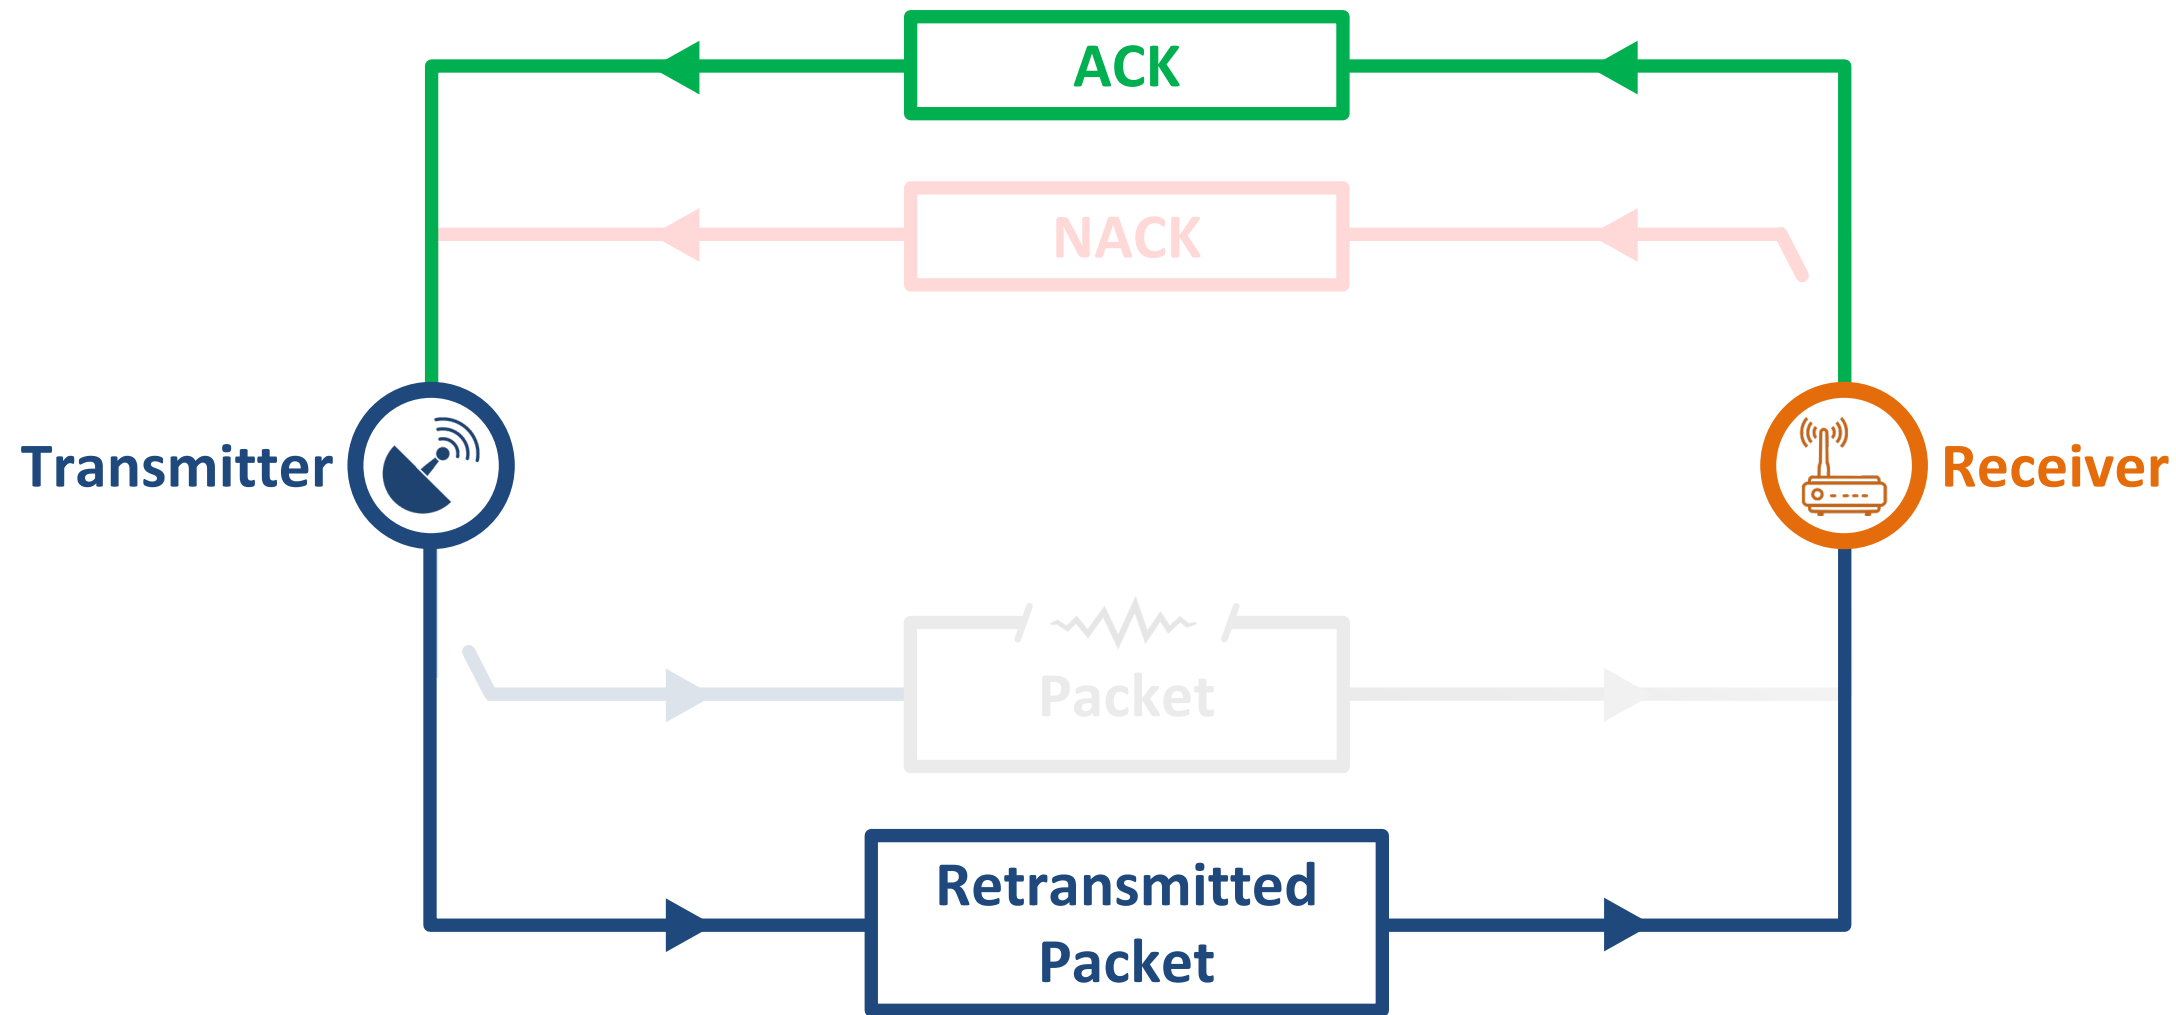 ACK
NACK
Transmitter
Receiver
Packet
Retransmitted
Packet